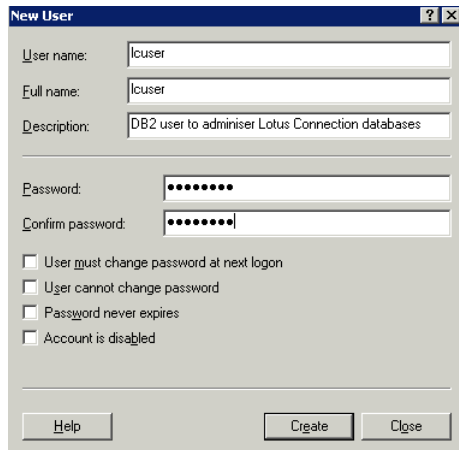 New User
User name: lcuser
Full name: lcuser
Description: DB2 user to adminiser Lotus Connection databases
Password: ••••••••
Confirm password: ••••••••
User must change password at next logon
User cannot change password
Password never expires
Account is disabled
Help Create Close